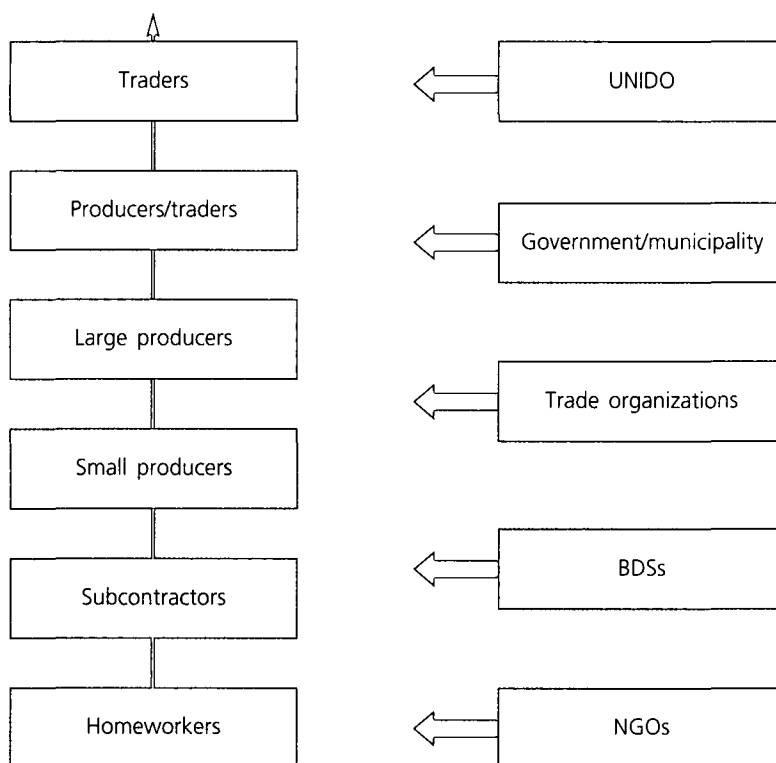 Traders
Producers/traders
Large producers
Small producers
Subcontractors
Homeworkers
UNIDO
Government/municipality
Trade organizations
BDSs
NGOs